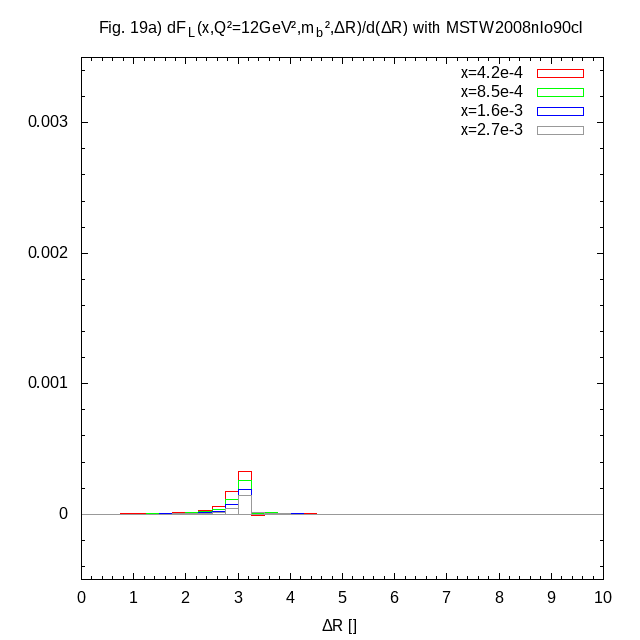 Fig. 19a) dF_L(x,Q²=12GeV²,m_b²,ΔR)/d(ΔR) with MSTW2008nlo90cl
x=4.2e-4
x=8.5e-4
x=1.6e-3
x=2.7e-3
0.003
0.002
0.001
0
0 1 2 3 4 5 6 7 8 9 10
ΔR []